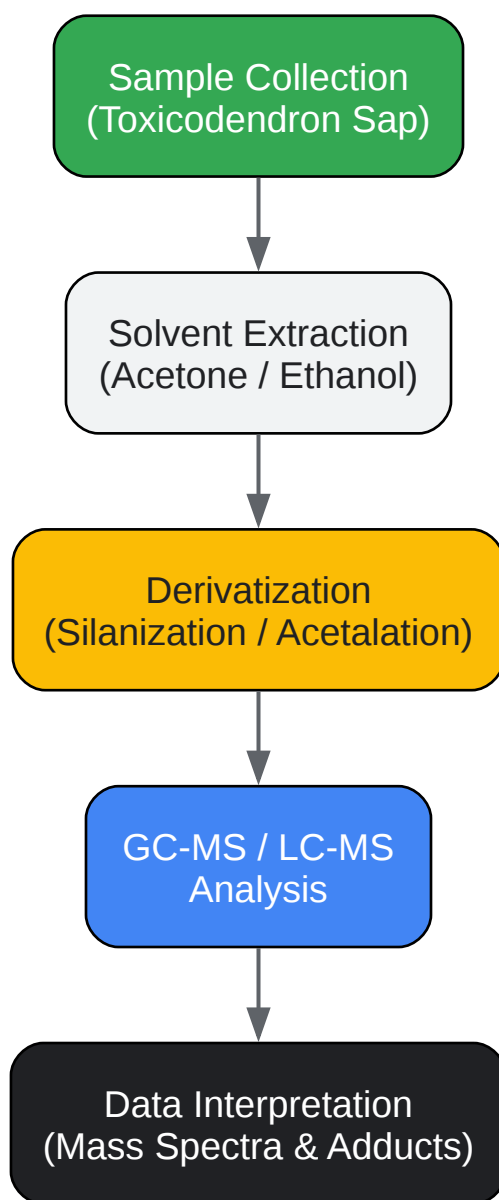 Sample Collection
(Toxicodendron Sap)
Solvent Extraction
(Acetone / Ethanol)
Derivatization
(Silanization / Acetalation)
GC-MS / LC-MS
Analysis
Data Interpretation
(Mass Spectra & Adducts)